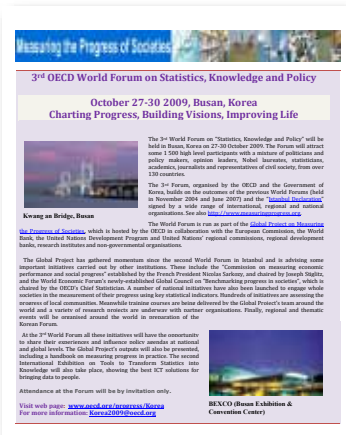 Measuring the Progress of Societies
3rd OECD World Forum on Statistics, Knowledge and Policy
October 27-30 2009, Busan, Korea
Charting Progress, Building Visions, Improving Life
The 3rd World Forum on "Statistics, Knowledge and Policy" will be
held in Busan, Korea on 27-30 October 2009. The Forum will attract
some 1 500 high level participants with a mixture of politicians and
policy makers, opinion leaders, Nobel laureates, statisticians,
academics, journalists and representatives of civil society, from over
130 countries.
The 3rd Forum, organised by the OECD and the Government of
Korea, builds on the outcomes of the previous World Forums (held
in November 2004 and June 2007) and the "Istanbul Declaration"
signed by a wide range of international, regional and national
organisations. See also http://www.measuringprogress.org.
Kwang an Bridge, Busan
The World Forum is run as part of the Global Project on Measuring
the Progress of Societies, which is hosted by the OECD in collaboration with the European Commission, the World
Bank, the United Nations Development Program and United Nations' regional commissions, regional development
banks, research institutes and non-governmental organisations.
The Global Project has gathered momentum since the second World Forum in Istanbul and is advising some
important initiatives carried out by other institutions. These include the "Commission on measuring economic
performance and social progress" established by the French President Nicolas Sarkozy, and chaired by Joseph Stiglitz,
and the World Economic Forum's newly-established Global Council on "Benchmarking progress in societies", which is
chaired by the OECD's Chief Statistician. A number of national initiatives have also been launched to engage whole
societies in the measurement of their progress using key statistical indicators. Hundreds of initiatives are assessing the
progress of local communities. Meanwhile training courses are being delivered by the Global Project's team around the
world and a variety of research projects are underway with partner organisations. Finally, regional and thematic
events will be organised around the world in preparation of the
Korean Forum.
At the 3rd World Forum all these initiatives will have the opportunity
to share their experiences and influence policy agendas at national
and global levels. The Global Project's outputs will also be presented,
including a handbook on measuring progress in practice. The second
International Exhibition on Tools to Transform Statistics into
Knowledge will also take place, showing the best ICT solutions for
bringing data to people.
Attendance at the Forum will be by invitation only.
Visit web page: www.oecd.org/progress/Korea
For more information: Korea2009@oecd.org
BEXCO (Busan Exhibition &
Convention Center)